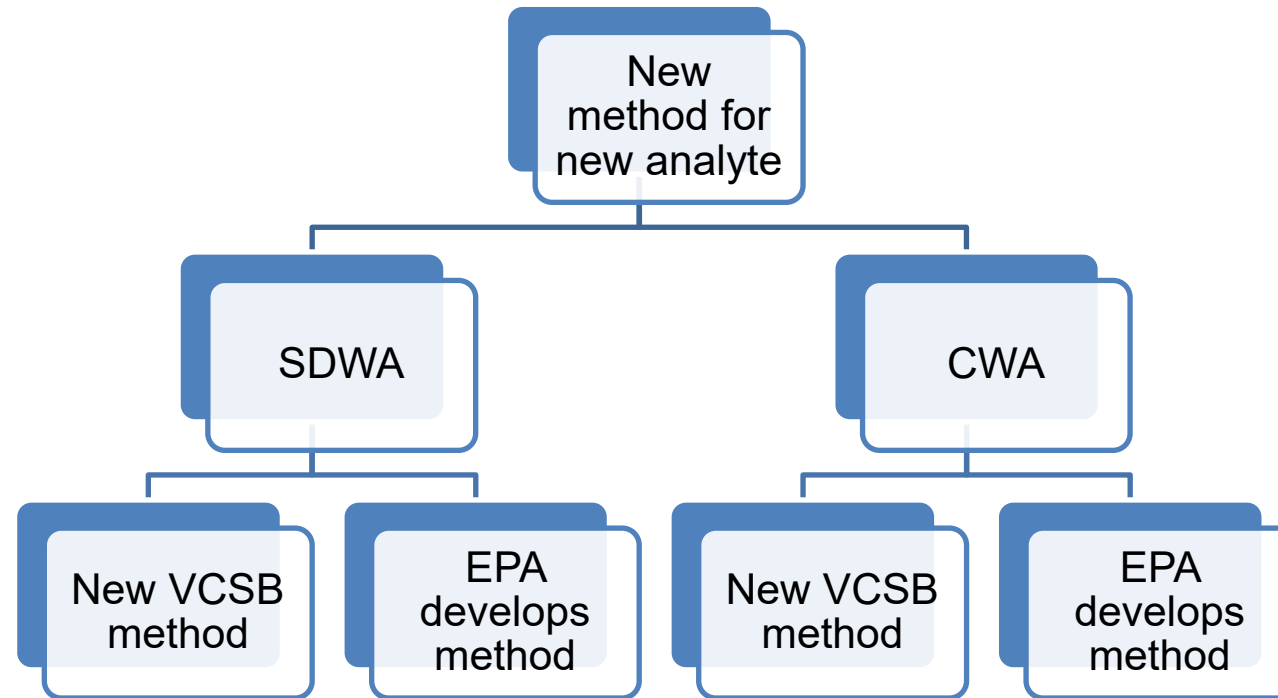 New
method for
new analyte
SDWA
CWA
New VCSB
method
EPA
develops
method
New VCSB
method
EPA
develops
method